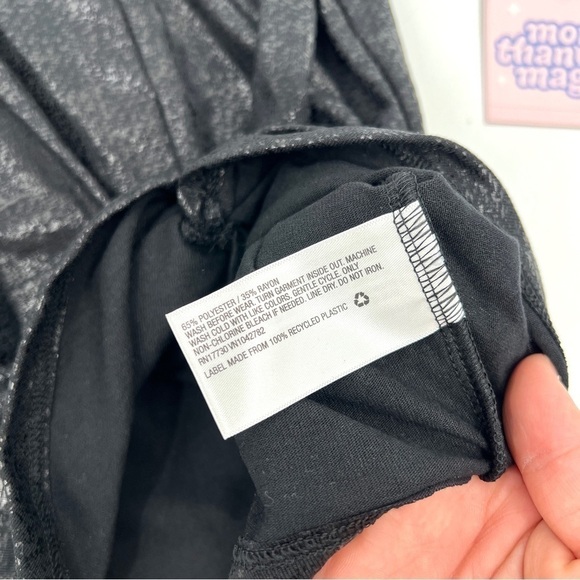 65% POLYESTER / 35% RAYON
WASH BEFORE WEAR. TURN GARMENT INSIDE OUT. MACHINE
WASH COLD WITH LIKE COLORS. GENTLE CYCLE. ONLY
NON-CHLORINE BLEACH IF NEEDED. LINE DRY. DO NOT IRON.
RN17730 VN1042782
LABEL MADE FROM 100% RECYCLED PLASTIC